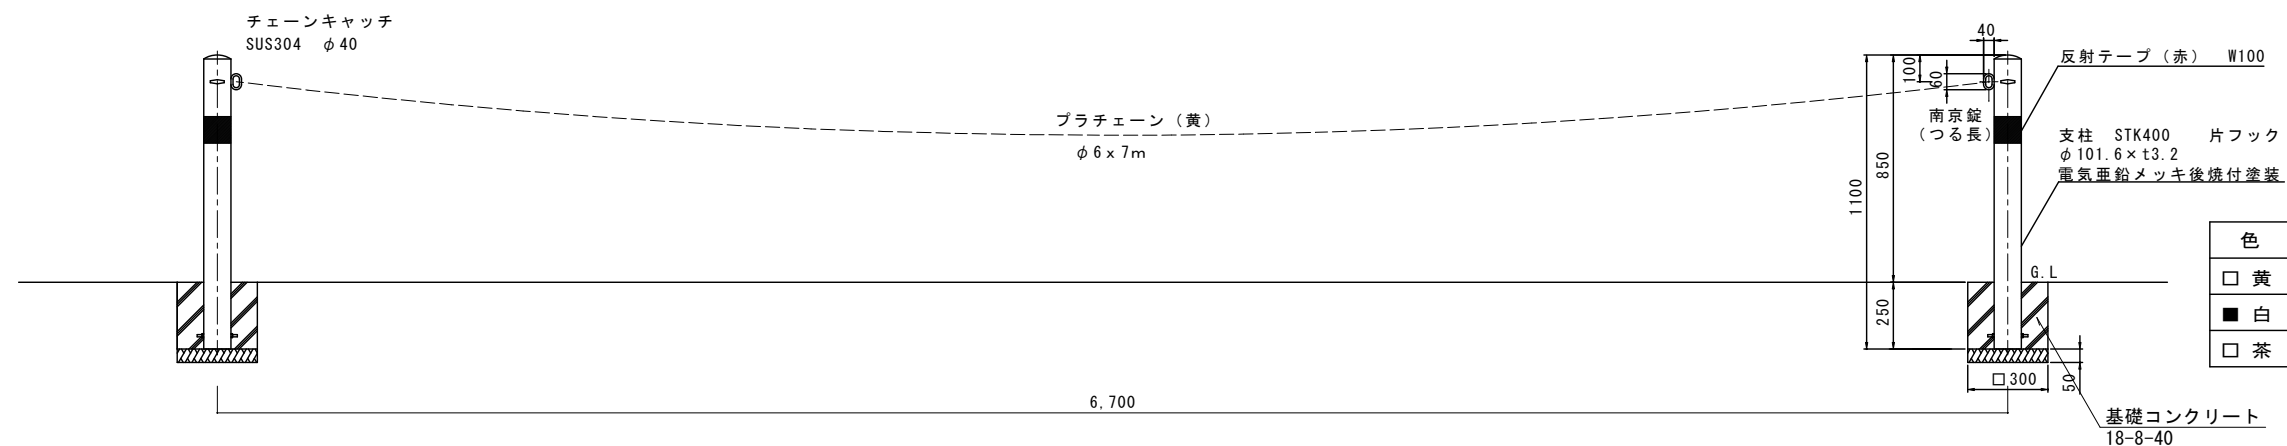 チェーンキャッチ
SUS304 φ40
プラチェーン（黄）
φ6x7m
40
100
60
南京錠
（つる長）
反射テープ（赤） W100
支柱 STK400 片フック
φ101.6×t3.2
電気亜鉛メッキ後焼付塗装
850
1100
250
G.L
色
□ 黄
■ 白
□ 茶
□300
50
6,700
基礎コンクリート
18-8-40